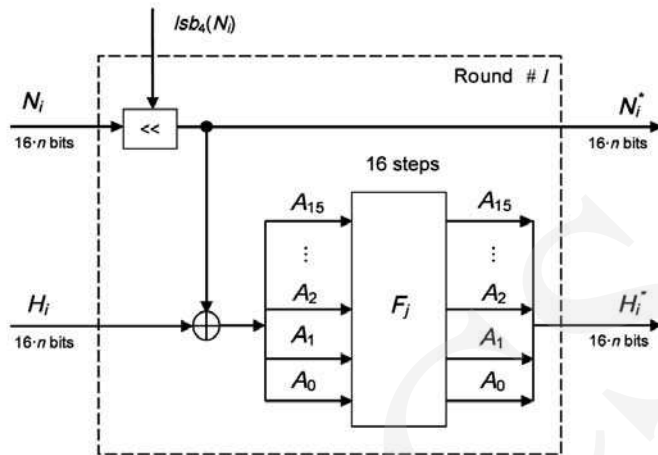 lsb₄(Nᵢ)
Round # I
Nᵢ
<<
Nᵢ*
16·n bits
16·n bits
16 steps
A₁₅
A₁₅
⋮
⋮
Hᵢ
A₂
Fⱼ
A₂
Hᵢ*
16·n bits
A₁
A₁
16·n bits
A₀
A₀